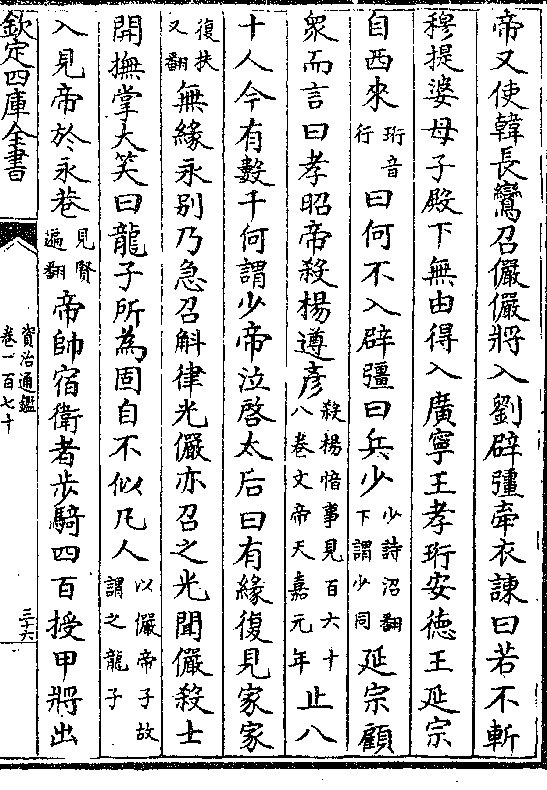 帝又使韓長鸞召儼儼將入劉辟彊牽衣諫曰若不斬
穆提婆母子殿下無由得入廣寧王孝珩安德王延宗
自西來珩音行曰何不入辟彊曰兵少少詩沼翻下謂少同延宗顧
衆而言曰孝昭帝殺楊遵彦殺楊愔事見百六十八卷文帝天嘉元年止八
十人今有數千何謂少帝泣啓太后曰有緣復見家家
復扶又翻無緣永别乃急召斛律光儼亦召之光聞儼殺士
開撫掌大笑曰龍子所為固自不似凡人以儼帝子故謂之龍子
入見帝於永巷見賢遍翻帝帥宿衛者步騎四百授甲將出
欽定四庫全書
資治通鑑
卷一百七十
三十六